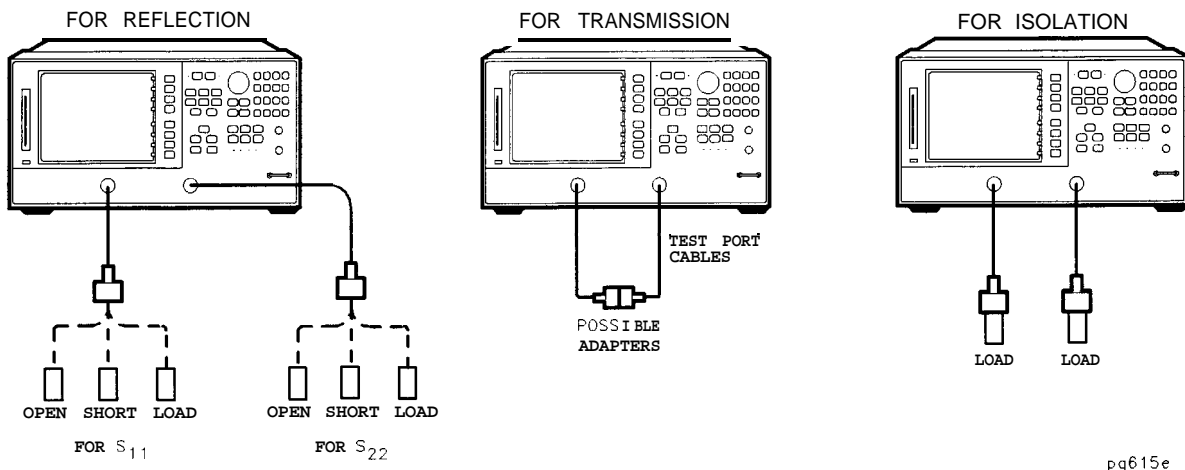 FOR REFLECTION
OPEN SHORT LOAD
FOR S11
OPEN SHORT LOAD
FOR S22
FOR TRANSMISSION
TEST PORT
CABLES
POSSIBLE
ADAPTERS
FOR ISOLATION
LOAD LOAD
pg615e